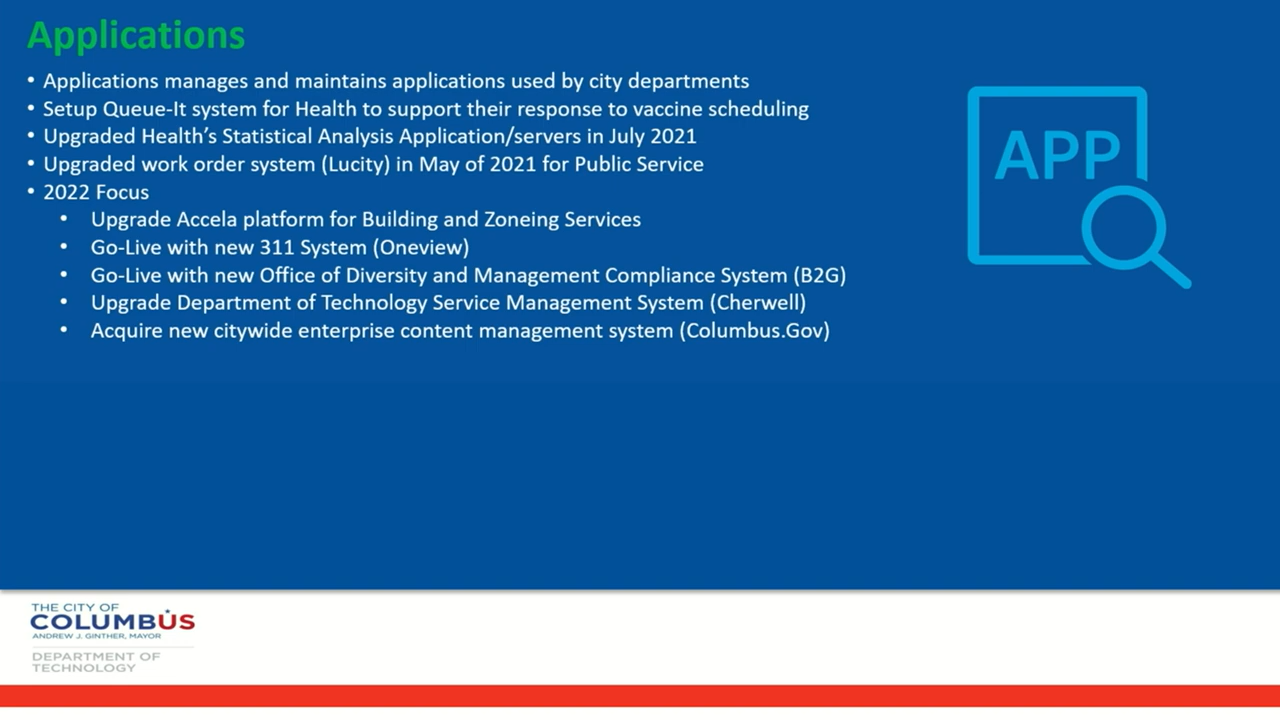 Applications
• Applications manages and maintains applications used by city departments
• Setup Queue-It system for Health to support their response to vaccine scheduling
• Upgraded Health's Statistical Analysis Application/servers in July 2021
• Upgraded work order system (Lucity) in May of 2021 for Public Service
• 2022 Focus
• Upgrade Accela platform for Building and Zoneing Services
• Go-Live with new 311 System (Oneview)
• Go-Live with new Office of Diversity and Management Compliance System (B2G)
• Upgrade Department of Technology Service Management System (Cherwell)
• Acquire new citywide enterprise content management system (Columbus.Gov)
APP
THE CITY OF
COLUMBUS
ANDREW J. GINTHER, MAYOR
DEPARTMENT OF
TECHNOLOGY